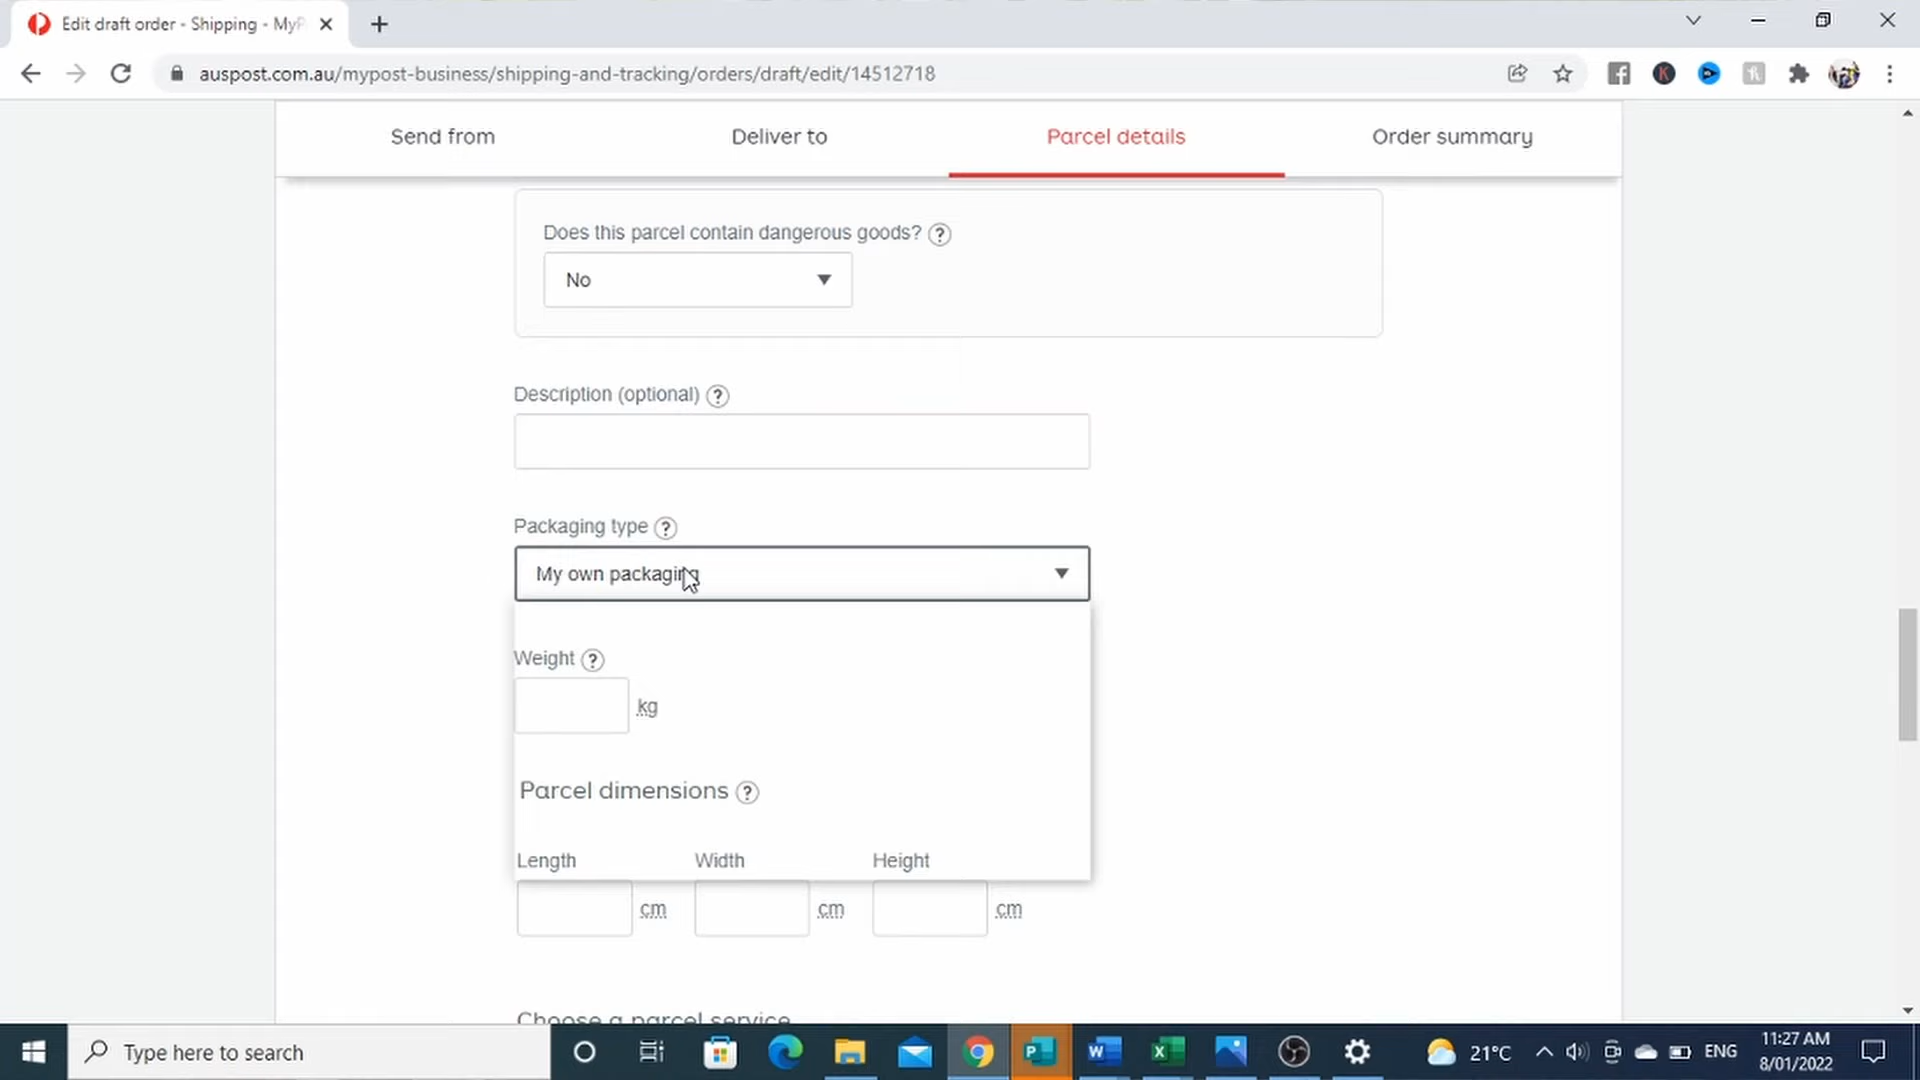 Edit draft order - Shipping - MyP
auspost.com.au/mypost-business/shipping-and-tracking/orders/draft/edit/14512718
Send from
Deliver to
Parcel details
Order summary
Does this parcel contain dangerous goods? ?
No
Description (optional) ?
Packaging type ?
My own packaging
Weight ?
kg
Parcel dimensions ?
Length Width Height
cm cm cm
Choose a parcel service
Type here to search
21°C
ENG
11:27 AM
8/01/2022